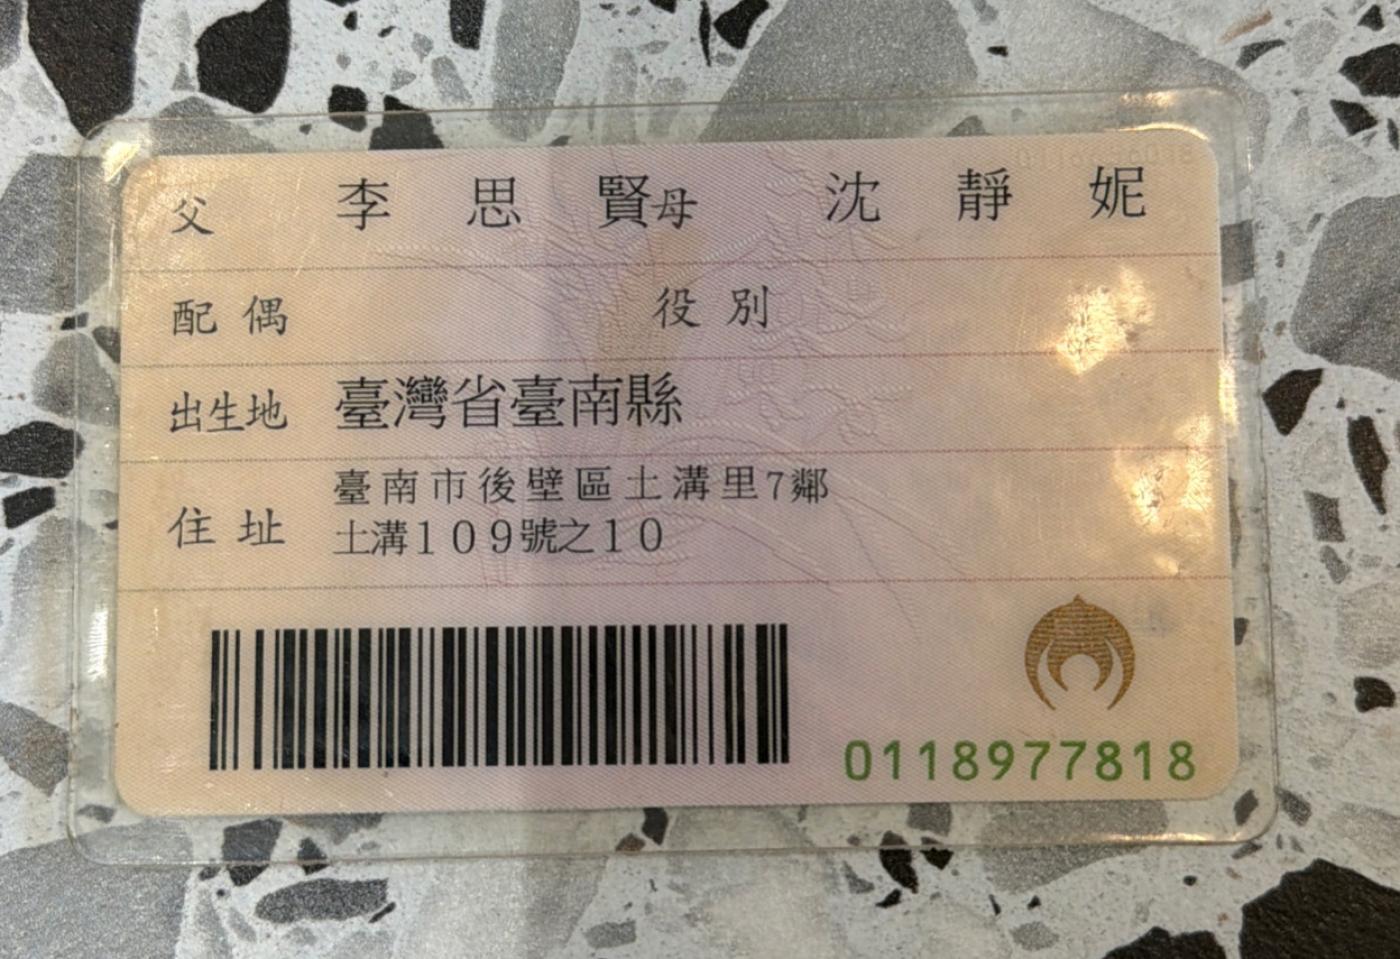 父 李思賢 母 沈靜妮
配偶 役別
出生地 臺灣省臺南縣
住址 臺南市後壁區土溝里7鄰
土溝109號之10
0118977818